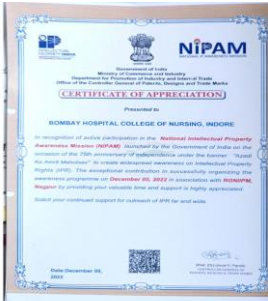 NIPAM
Government of India
Ministry of Commerce and Industry
Department for Promotion of Industry and Internal Trade
Office of the Controller General of Patents, Designs and Trade Marks
CERTIFICATE OF APPRECIATION
Presented to
BOMBAY HOSPITAL COLLEGE OF NURSING, INDORE
In recognition of active participation in the National Intellectual Property
Awareness Mission (NIPAM) launched by the Government of India on the
occasion of the 75th anniversary of independence under the banner "Azadi
Ka Amrit Mahotsav" to create widespread awareness on Intellectual Property
Rights (IPR). The exceptional contribution in successfully organizing the
awareness programme on December 05, 2022 in association with RGNIIPM,
Nagpur by providing your valuable time and support is highly appreciated.
Solicit your continued support for outreach of IPR far and wide.
Date: December 09,
2022